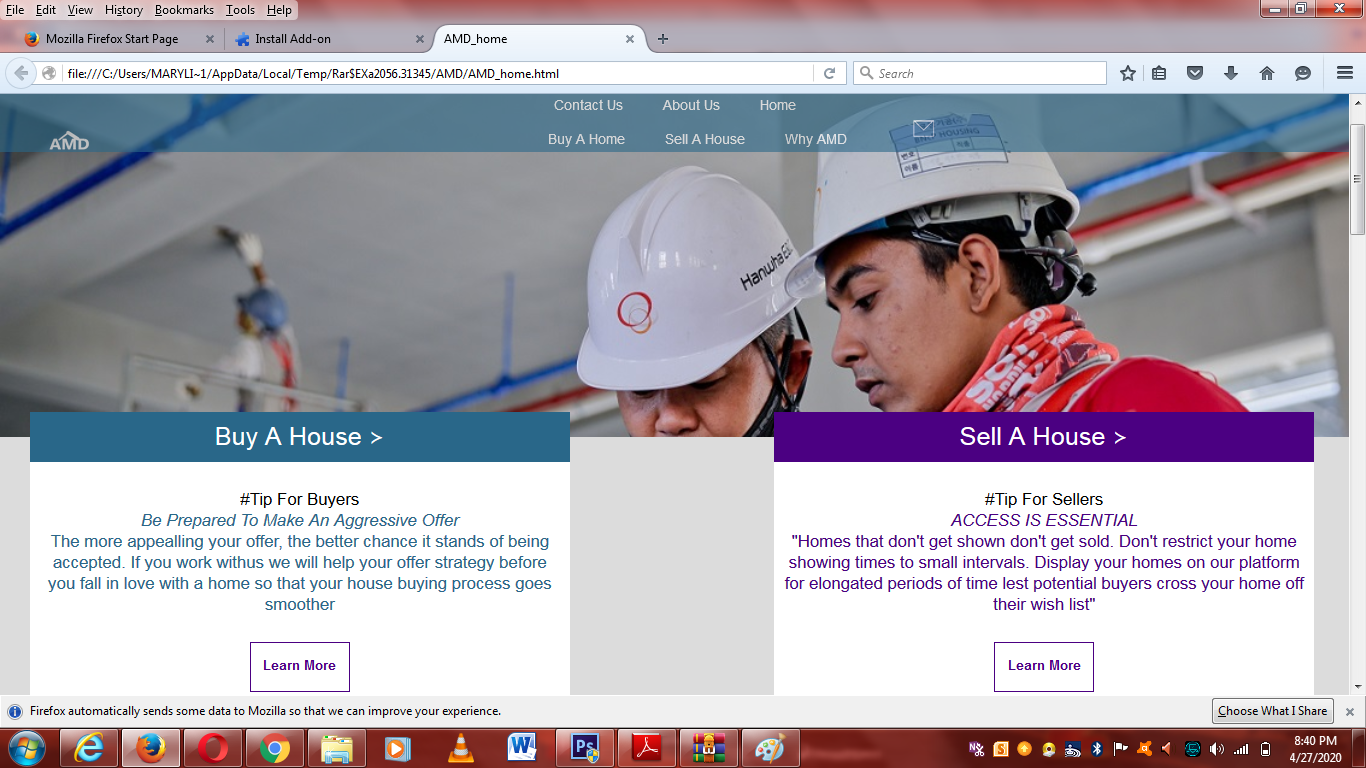 File Edit View History Bookmarks Tools Help
Mozilla Firefox Start Page
Install Add-on
AMD_home
file:///C:/Users/MARYLI~1/AppData/Local/Temp/Rar$EXa2056.31345/AMD/AMD_home.html
Search
Contact Us About Us Home
AMD
Buy A Home Sell A House Why AMD
HOUSING
Hanwha
Buy A House >
Sell A House >
#Tip For Buyers
Be Prepared To Make An Aggressive Offer
The more appealling your offer, the better chance it stands of being
accepted. If you work withus we will help your offer strategy before
you fall in love with a home so that your house buying process goes
smoother
Learn More
#Tip For Sellers
ACCESS IS ESSENTIAL
"Homes that don't get shown don't get sold. Don't restrict your home
showing times to small intervals. Display your homes on our platform
for elongated periods of time lest potential buyers cross your home off
their wish list"
Learn More
Firefox automatically sends some data to Mozilla so that we can improve your experience.
Choose What I Share
8:40 PM
4/27/2020